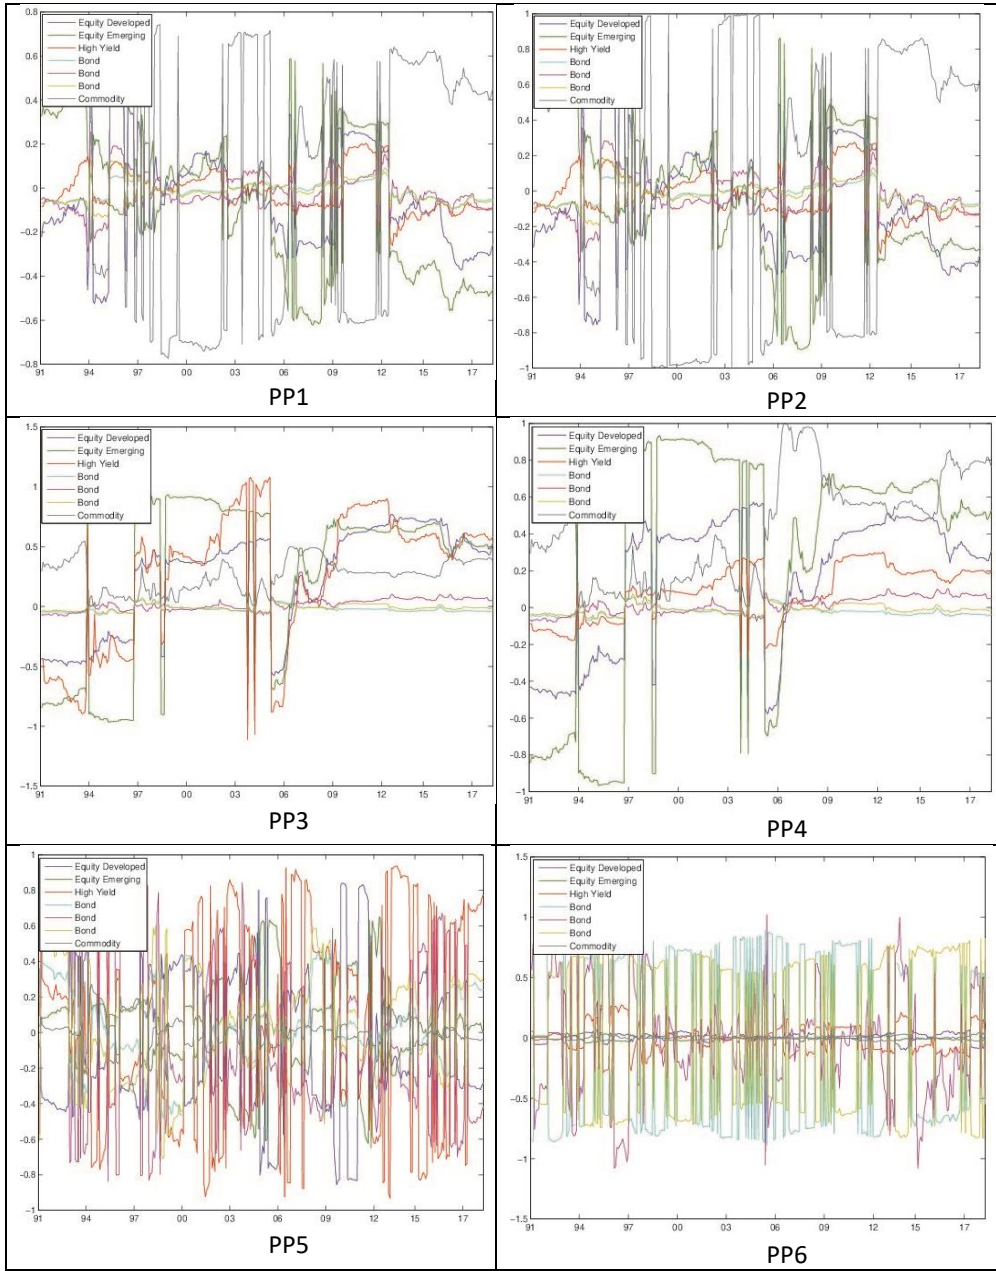 0.8
0.6
0.4
0.2
0
−0.2
−0.4
−0.6
−0.8
Equity Developed
Equity Emerging
High Yield
Bond
Bond
Bond
Commodity
91 94 97 00 03 06 09 12 15 17
PP1
1
0.8
0.6
0.4
0.2
0
−0.2
−0.4
−0.6
−0.8
−1
Equity Developed
Equity Emerging
High Yield
Bond
Bond
Bond
Commodity
91 94 97 00 03 06 09 12 15 17
PP2
1.5
1
0.5
0
−0.5
−1
−1.5
Equity Developed
Equity Emerging
High Yield
Bond
Bond
Bond
Commodity
91 94 97 00 03 06 09 12 15 17
PP3
1
0.8
0.6
0.4
0.2
0
−0.2
−0.4
−0.6
−0.8
−1
Equity Developed
Equity Emerging
High Yield
Bond
Bond
Bond
Commodity
91 94 97 00 03 06 09 12 15 17
PP4
1
0.8
0.6
0.4
0.2
0
−0.2
−0.4
−0.6
−0.8
−1
Equity Developed
Equity Emerging
High Yield
Bond
Bond
Bond
Commodity
91 94 97 00 03 06 09 12 15 17
PP5
1.5
1
0.5
0
−0.5
−1
−1.5
Equity Developed
Equity Emerging
High Yield
Bond
Bond
Bond
Commodity
91 94 97 00 03 06 09 12 15 17
PP6